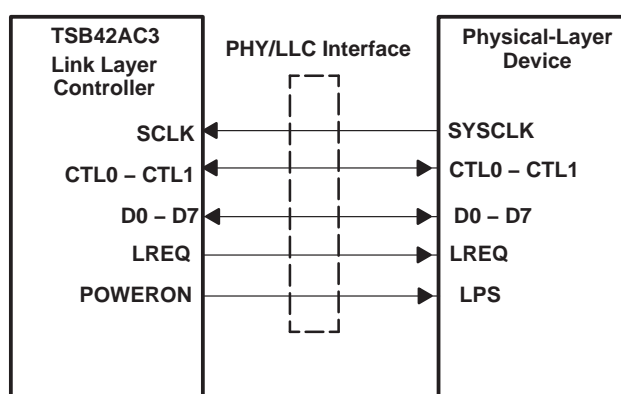 TSB42AC3
Link Layer
Controller
PHY/LLC Interface
Physical-Layer
Device
SCLK
SYSCLK
CTL0 – CTL1
CTL0 – CTL1
D0 – D7
D0 – D7
LREQ
LREQ
POWERON
LPS